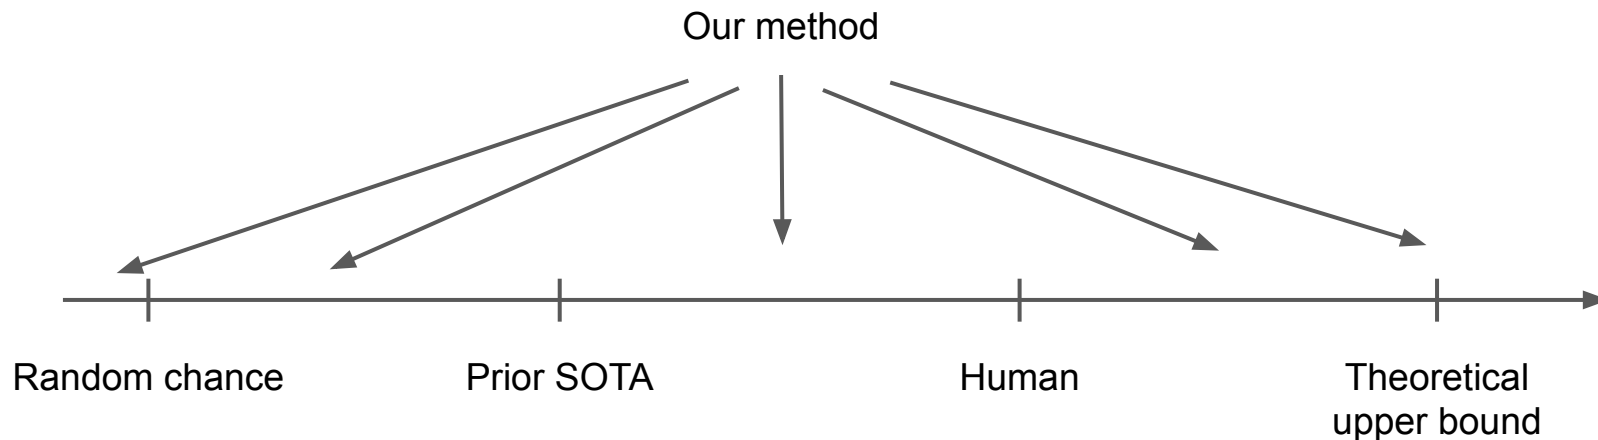 Our method
Random chance
Prior SOTA
Human
Theoretical
upper bound